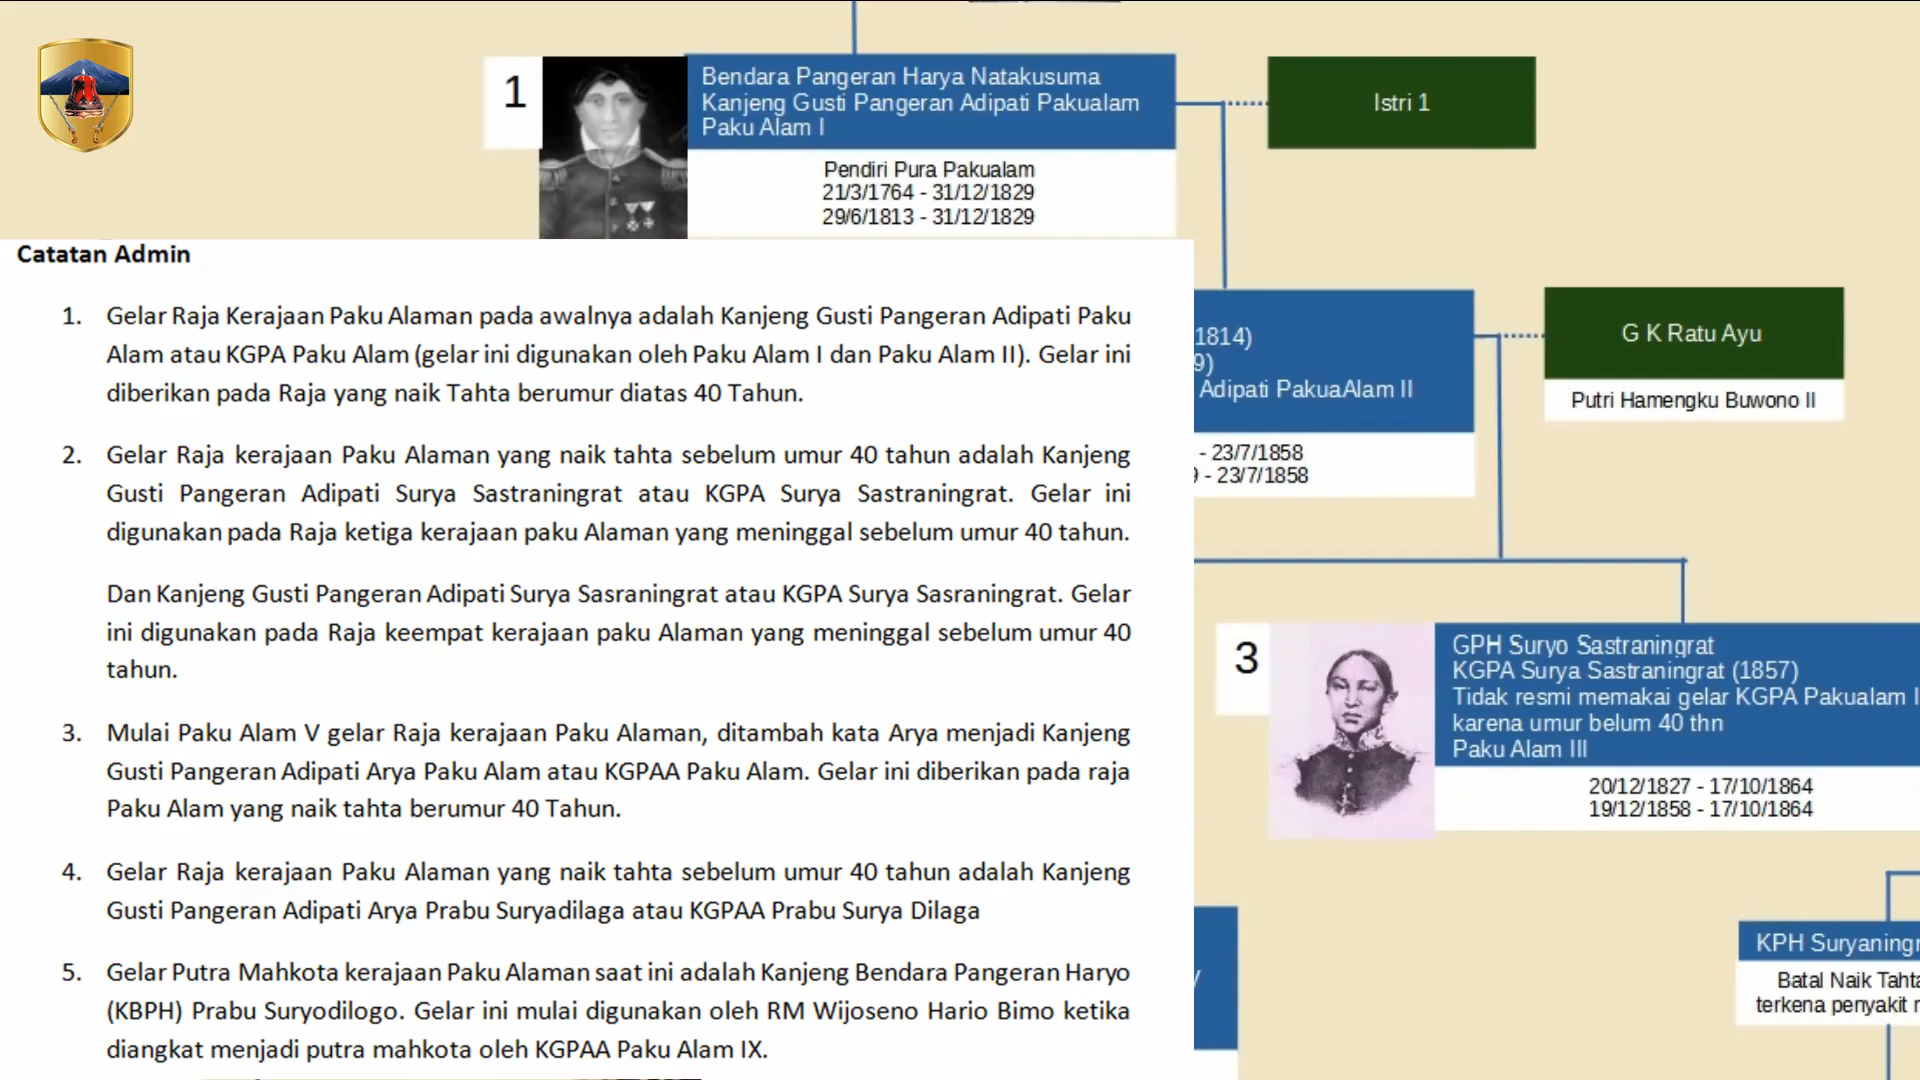 1
Bendara Pangeran Harya Natakusuma
Kanjeng Gusti Pangeran Adipati Pakualam
Paku Alam I
Istri 1
Pendiri Pura Pakualam
21/3/1764 - 31/12/1829
29/6/1813 - 31/12/1829
Catatan Admin
1. Gelar Raja Kerajaan Paku Alaman pada awalnya adalah Kanjeng Gusti Pangeran Adipati Paku
Alam atau KGPA Paku Alam (gelar ini digunakan oleh Paku Alam I dan Paku Alam II). Gelar ini
diberikan pada Raja yang naik Tahta berumur diatas 40 Tahun.
2. Gelar Raja kerajaan Paku Alaman yang naik tahta sebelum umur 40 tahun adalah Kanjeng
Gusti Pangeran Adipati Surya Sastraningrat atau KGPA Surya Sastraningrat. Gelar ini
digunakan pada Raja ketiga kerajaan paku Alaman yang meninggal sebelum umur 40 tahun.
Dan Kanjeng Gusti Pangeran Adipati Surya Sasraningrat atau KGPA Surya Sasraningrat. Gelar
ini digunakan pada Raja keempat kerajaan paku Alaman yang meninggal sebelum umur 40
tahun.
3. Mulai Paku Alam V gelar Raja kerajaan Paku Alaman, ditambah kata Arya menjadi Kanjeng
Gusti Pangeran Adipati Arya Paku Alam atau KGPAA Paku Alam. Gelar ini diberikan pada raja
Paku Alam yang naik tahta berumur 40 Tahun.
4. Gelar Raja kerajaan Paku Alaman yang naik tahta sebelum umur 40 tahun adalah Kanjeng
Gusti Pangeran Adipati Arya Prabu Suryadilaga atau KGPAA Prabu Surya Dilaga
5. Gelar Putra Mahkota kerajaan Paku Alaman saat ini adalah Kanjeng Bendara Pangeran Haryo
(KBPH) Prabu Suryodilogo. Gelar ini mulai digunakan oleh RM Wijoseno Hario Bimo ketika
diangkat menjadi putra mahkota oleh KGPAA Paku Alam IX.
1814)
9)
Adipati PakuaAlam II
- 23/7/1858
9 - 23/7/1858
G K Ratu Ayu
Putri Hamengku Buwono II
3
GPH Suryo Sastraningrat
KGPA Surya Sastraningrat (1857)
Tidak resmi memakai gelar KGPA Pakualam I
karena umur belum 40 thn
Paku Alam III
20/12/1827 - 17/10/1864
19/12/1858 - 17/10/1864
KPH Suryaningr
Batal Naik Tahta
terkena penyakit